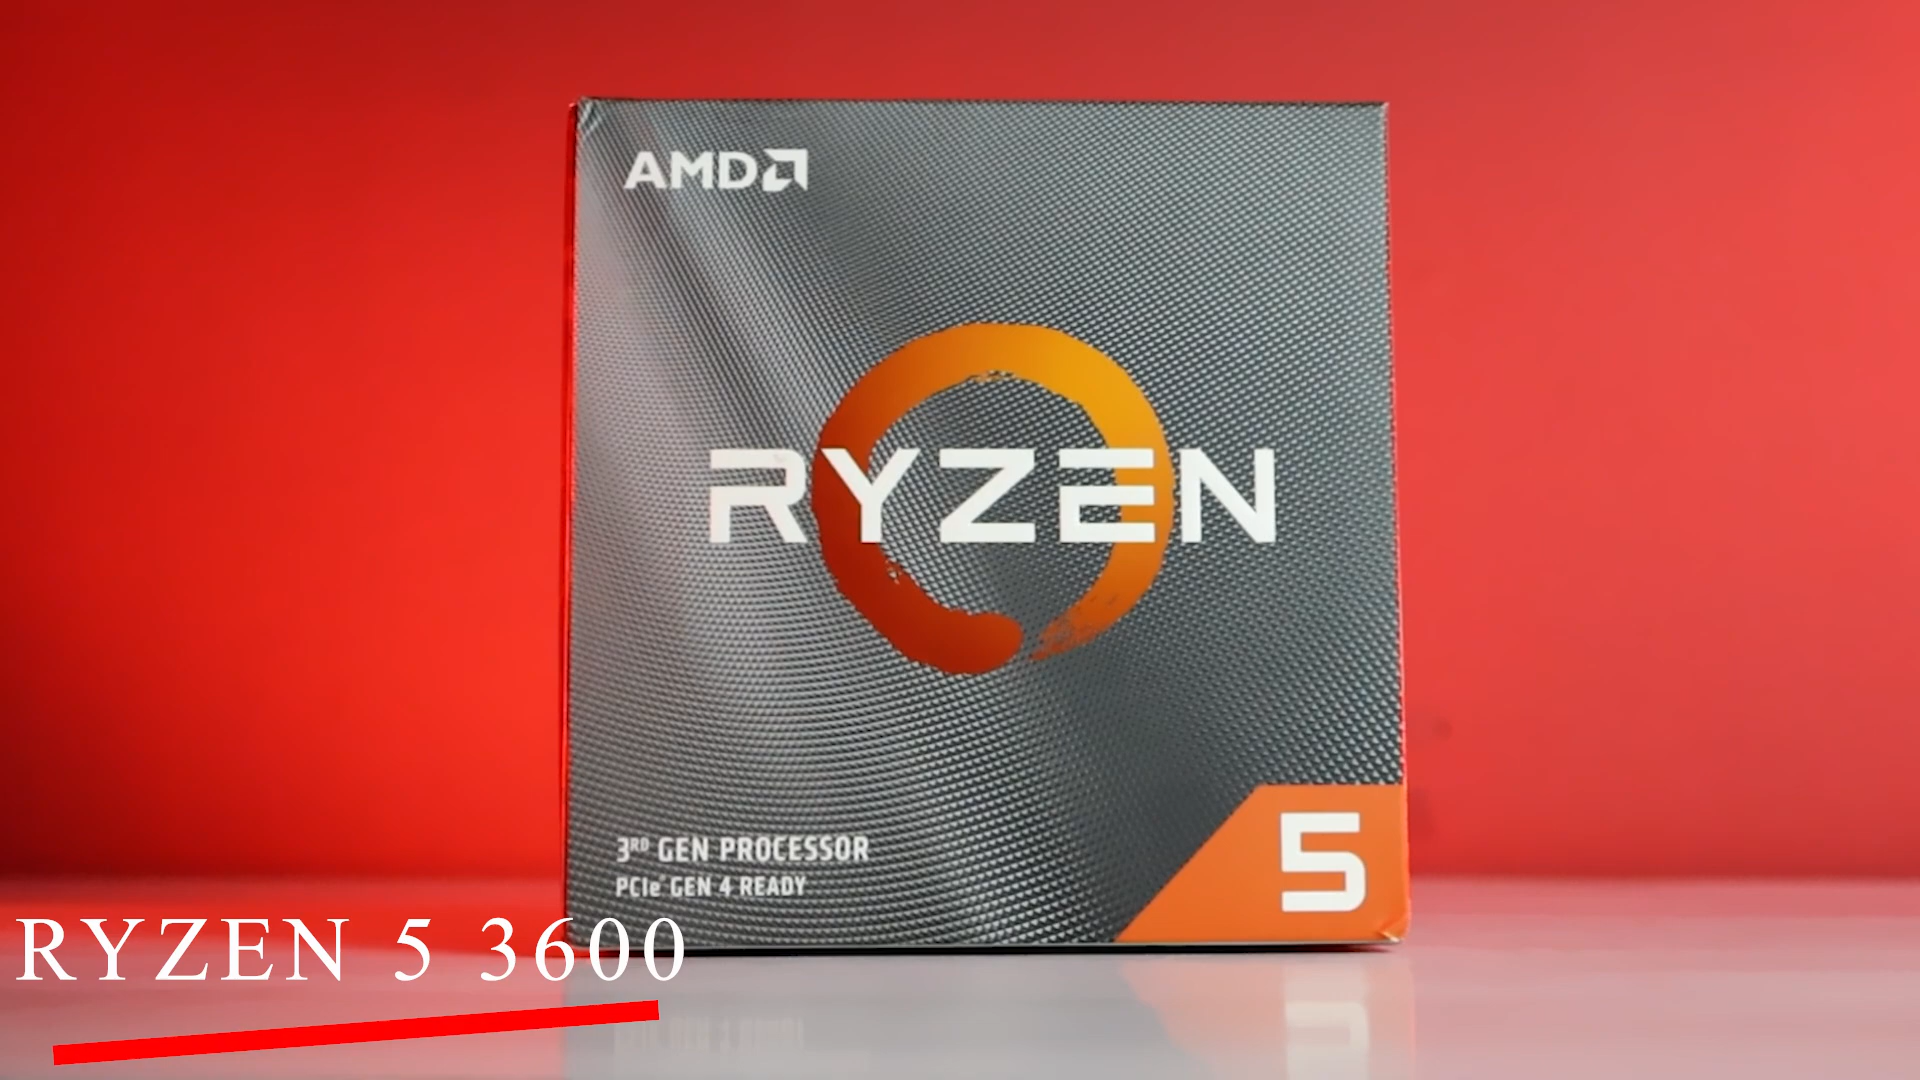 AMD
RYZEN
3RD GEN PROCESSOR
PCIe® GEN 4 READY
5
RYZEN 5 3600